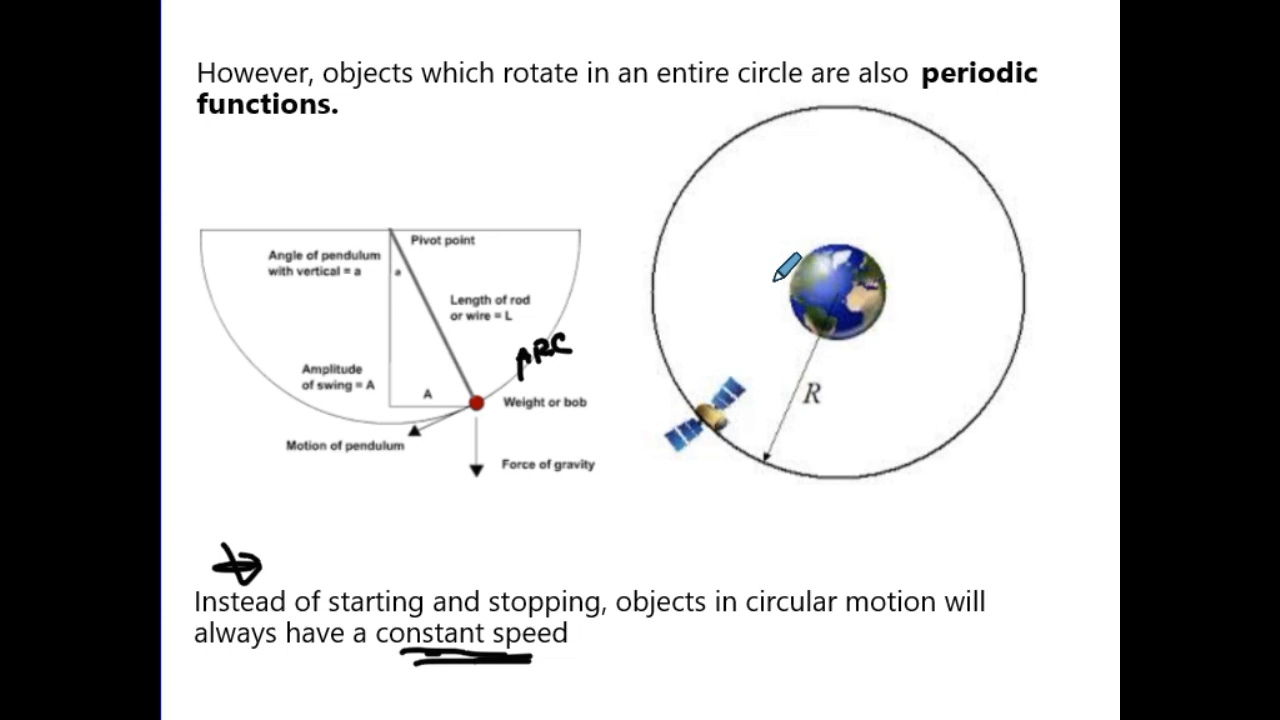 However, objects which rotate in an entire circle are also periodic
functions.
Pivot point
Angle of pendulum
with vertical = a
a
Length of rod
or wire = L
ARC
Amplitude
of swing = A
A
Weight or bob
R
Motion of pendulum
Force of gravity
Instead of starting and stopping, objects in circular motion will
always have a constant speed